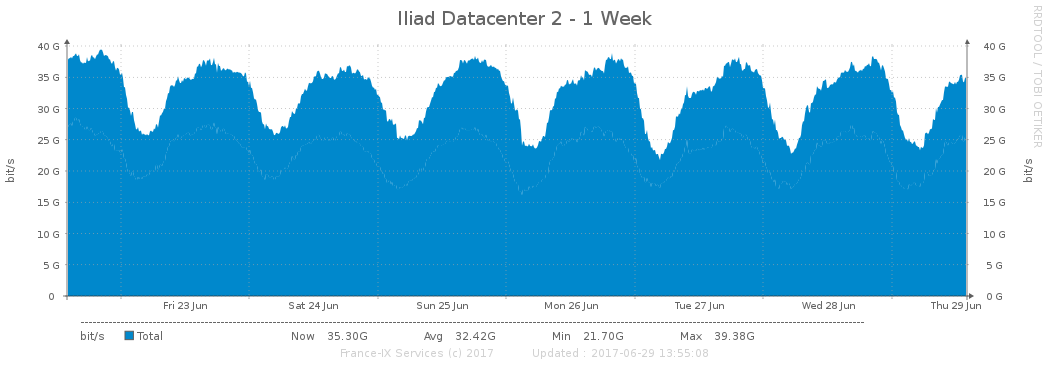 Iliad Datacenter 2 - 1 Week
RRDTOOL / TOBI OETIKER
40 G 40 G
35 G 35 G
30 G 30 G
25 G 25 G
20 G 20 G
15 G 15 G
10 G 10 G
5 G 5 G
0 0 G
bit/s bit/s
Fri 23 Jun Sat 24 Jun Sun 25 Jun Mon 26 Jun Tue 27 Jun Wed 28 Jun Thu 29 Jun
bit/s Total Now 35.30G Avg 32.42G Min 21.70G Max 39.38G
France-IX Services (c) 2017 Updated : 2017-06-29 13:55:08